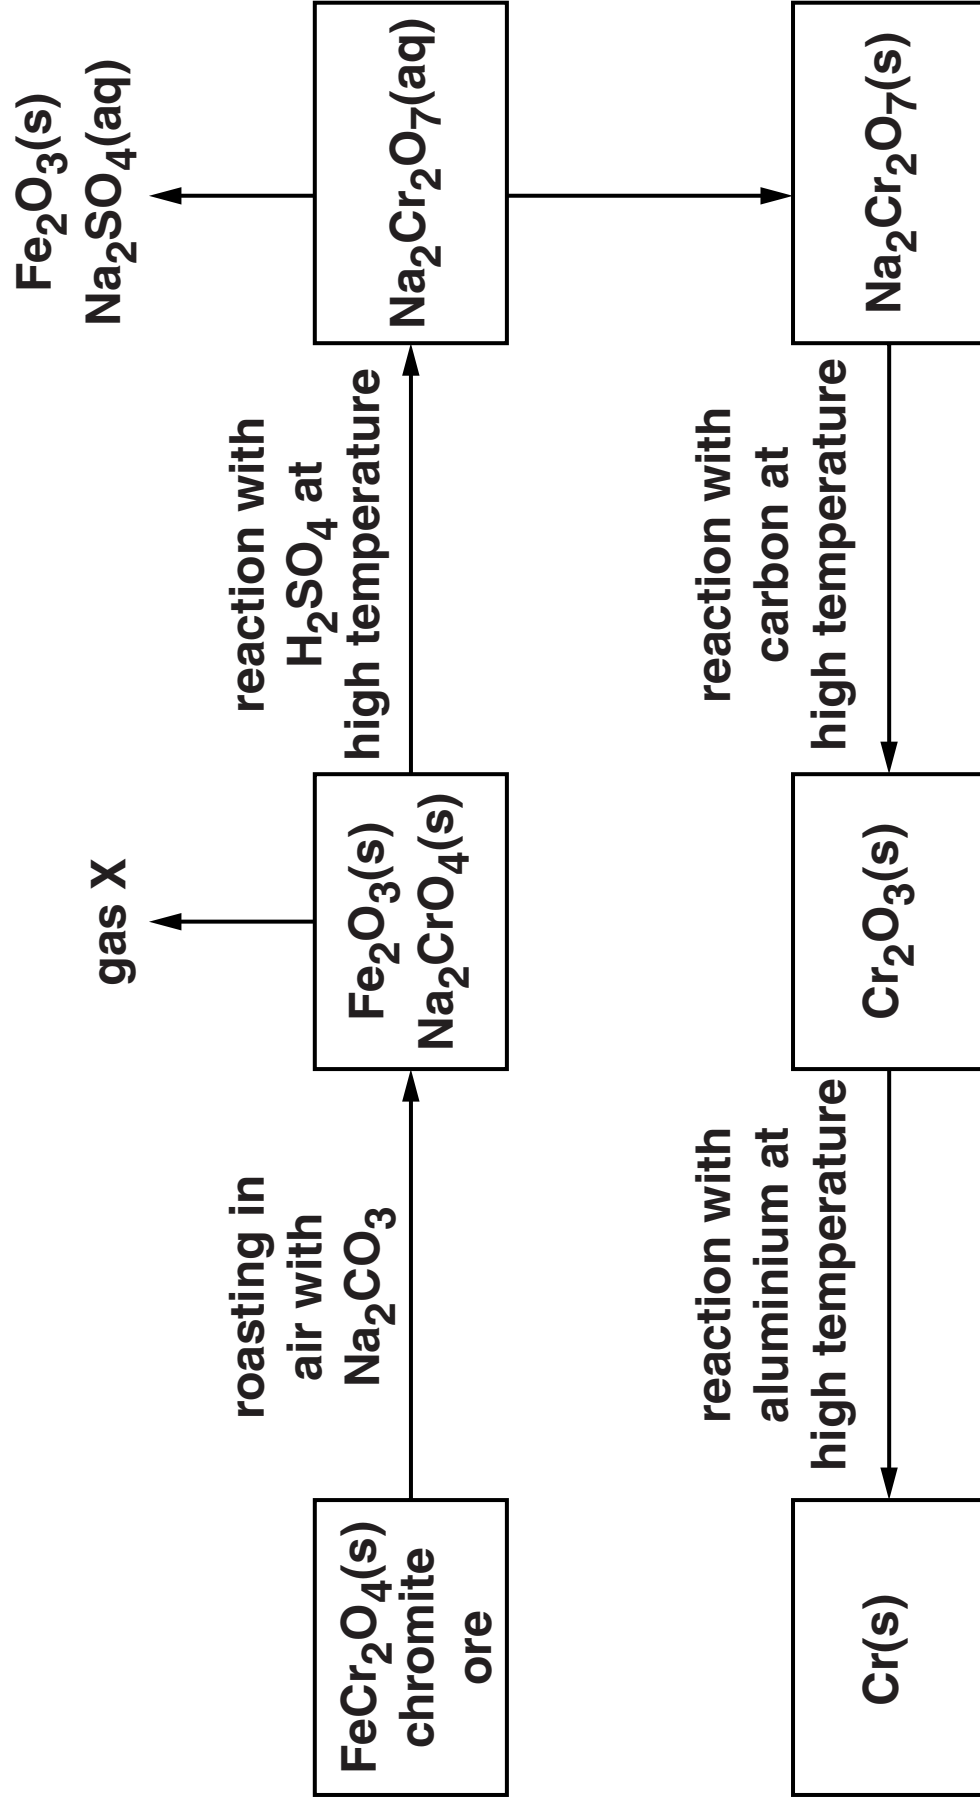 gas X
Fe2O3(s)
Na2SO4(aq)
roasting in
air with
Na2CO3
reaction with
H2SO4 at
high temperature
FeCr2O4(s)
chromite
ore
Fe2O3(s)
Na2CrO4(s)
Na2Cr2O7(aq)
reaction with
aluminium at
high temperature
reaction with
carbon at
high temperature
Cr(s)
Cr2O3(s)
Na2Cr2O7(s)